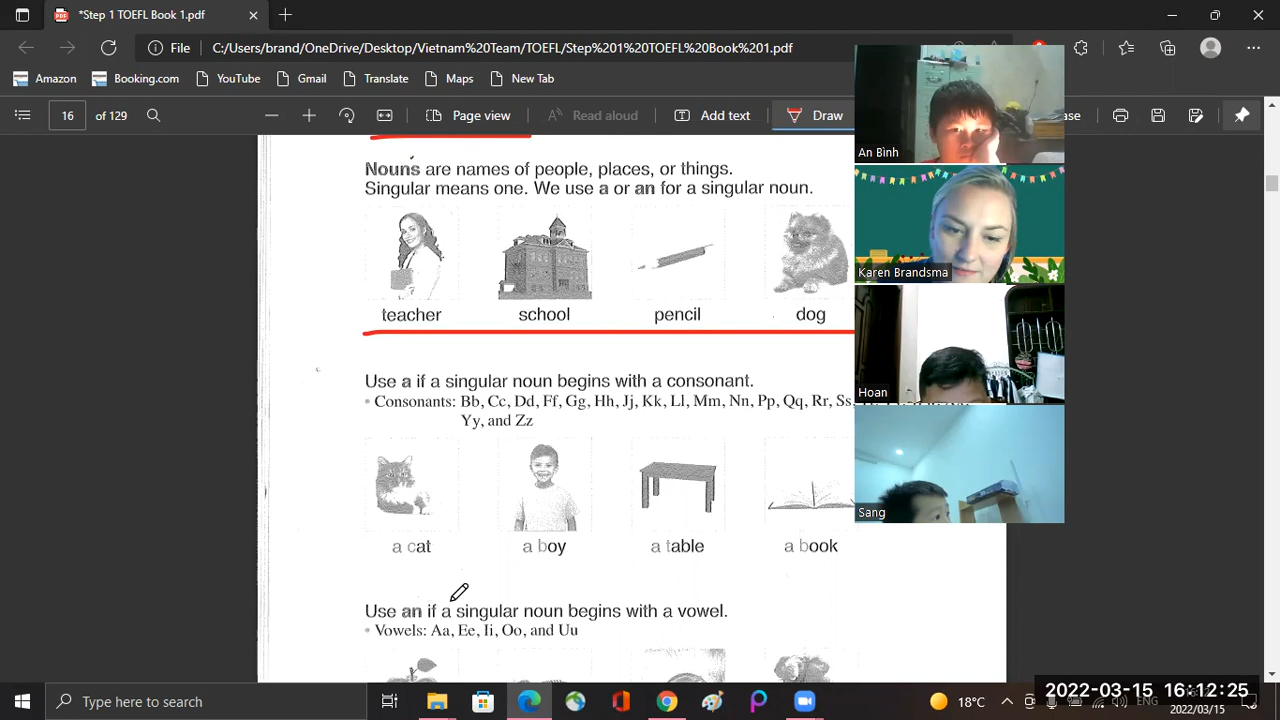 *Step 1 TOEFL Book 1.pdf
File
C:/Users/brand/OneDrive/Desktop/Vietnam%20Team/TOEFL/Step%201%20TOEFL%20Book%201.pdf
Amazon
Booking.com
YouTube
Gmail
Translate
Maps
New Tab
16 of 129
Page view
Read aloud
Add text
Draw
An Bình
Karen Brandsma
Hoan
Sang
Nouns are names of people, places, or things.
Singular means one. We use a or an for a singular noun.
teacher school pencil dog
Use a if a singular noun begins with a consonant.
• Consonants: Bb, Cc, Dd, Ff, Gg, Hh, Jj, Kk, Ll, Mm, Nn, Pp, Qq, Rr, Ss,
Yy, and Zz
a cat a boy a table a book
Use an if a singular noun begins with a vowel.
• Vowels: Aa, Ee, Ii, Oo, and Uu
Type here to search
18°C
ENG
2022-03-15 16:12:25
2022/03/15